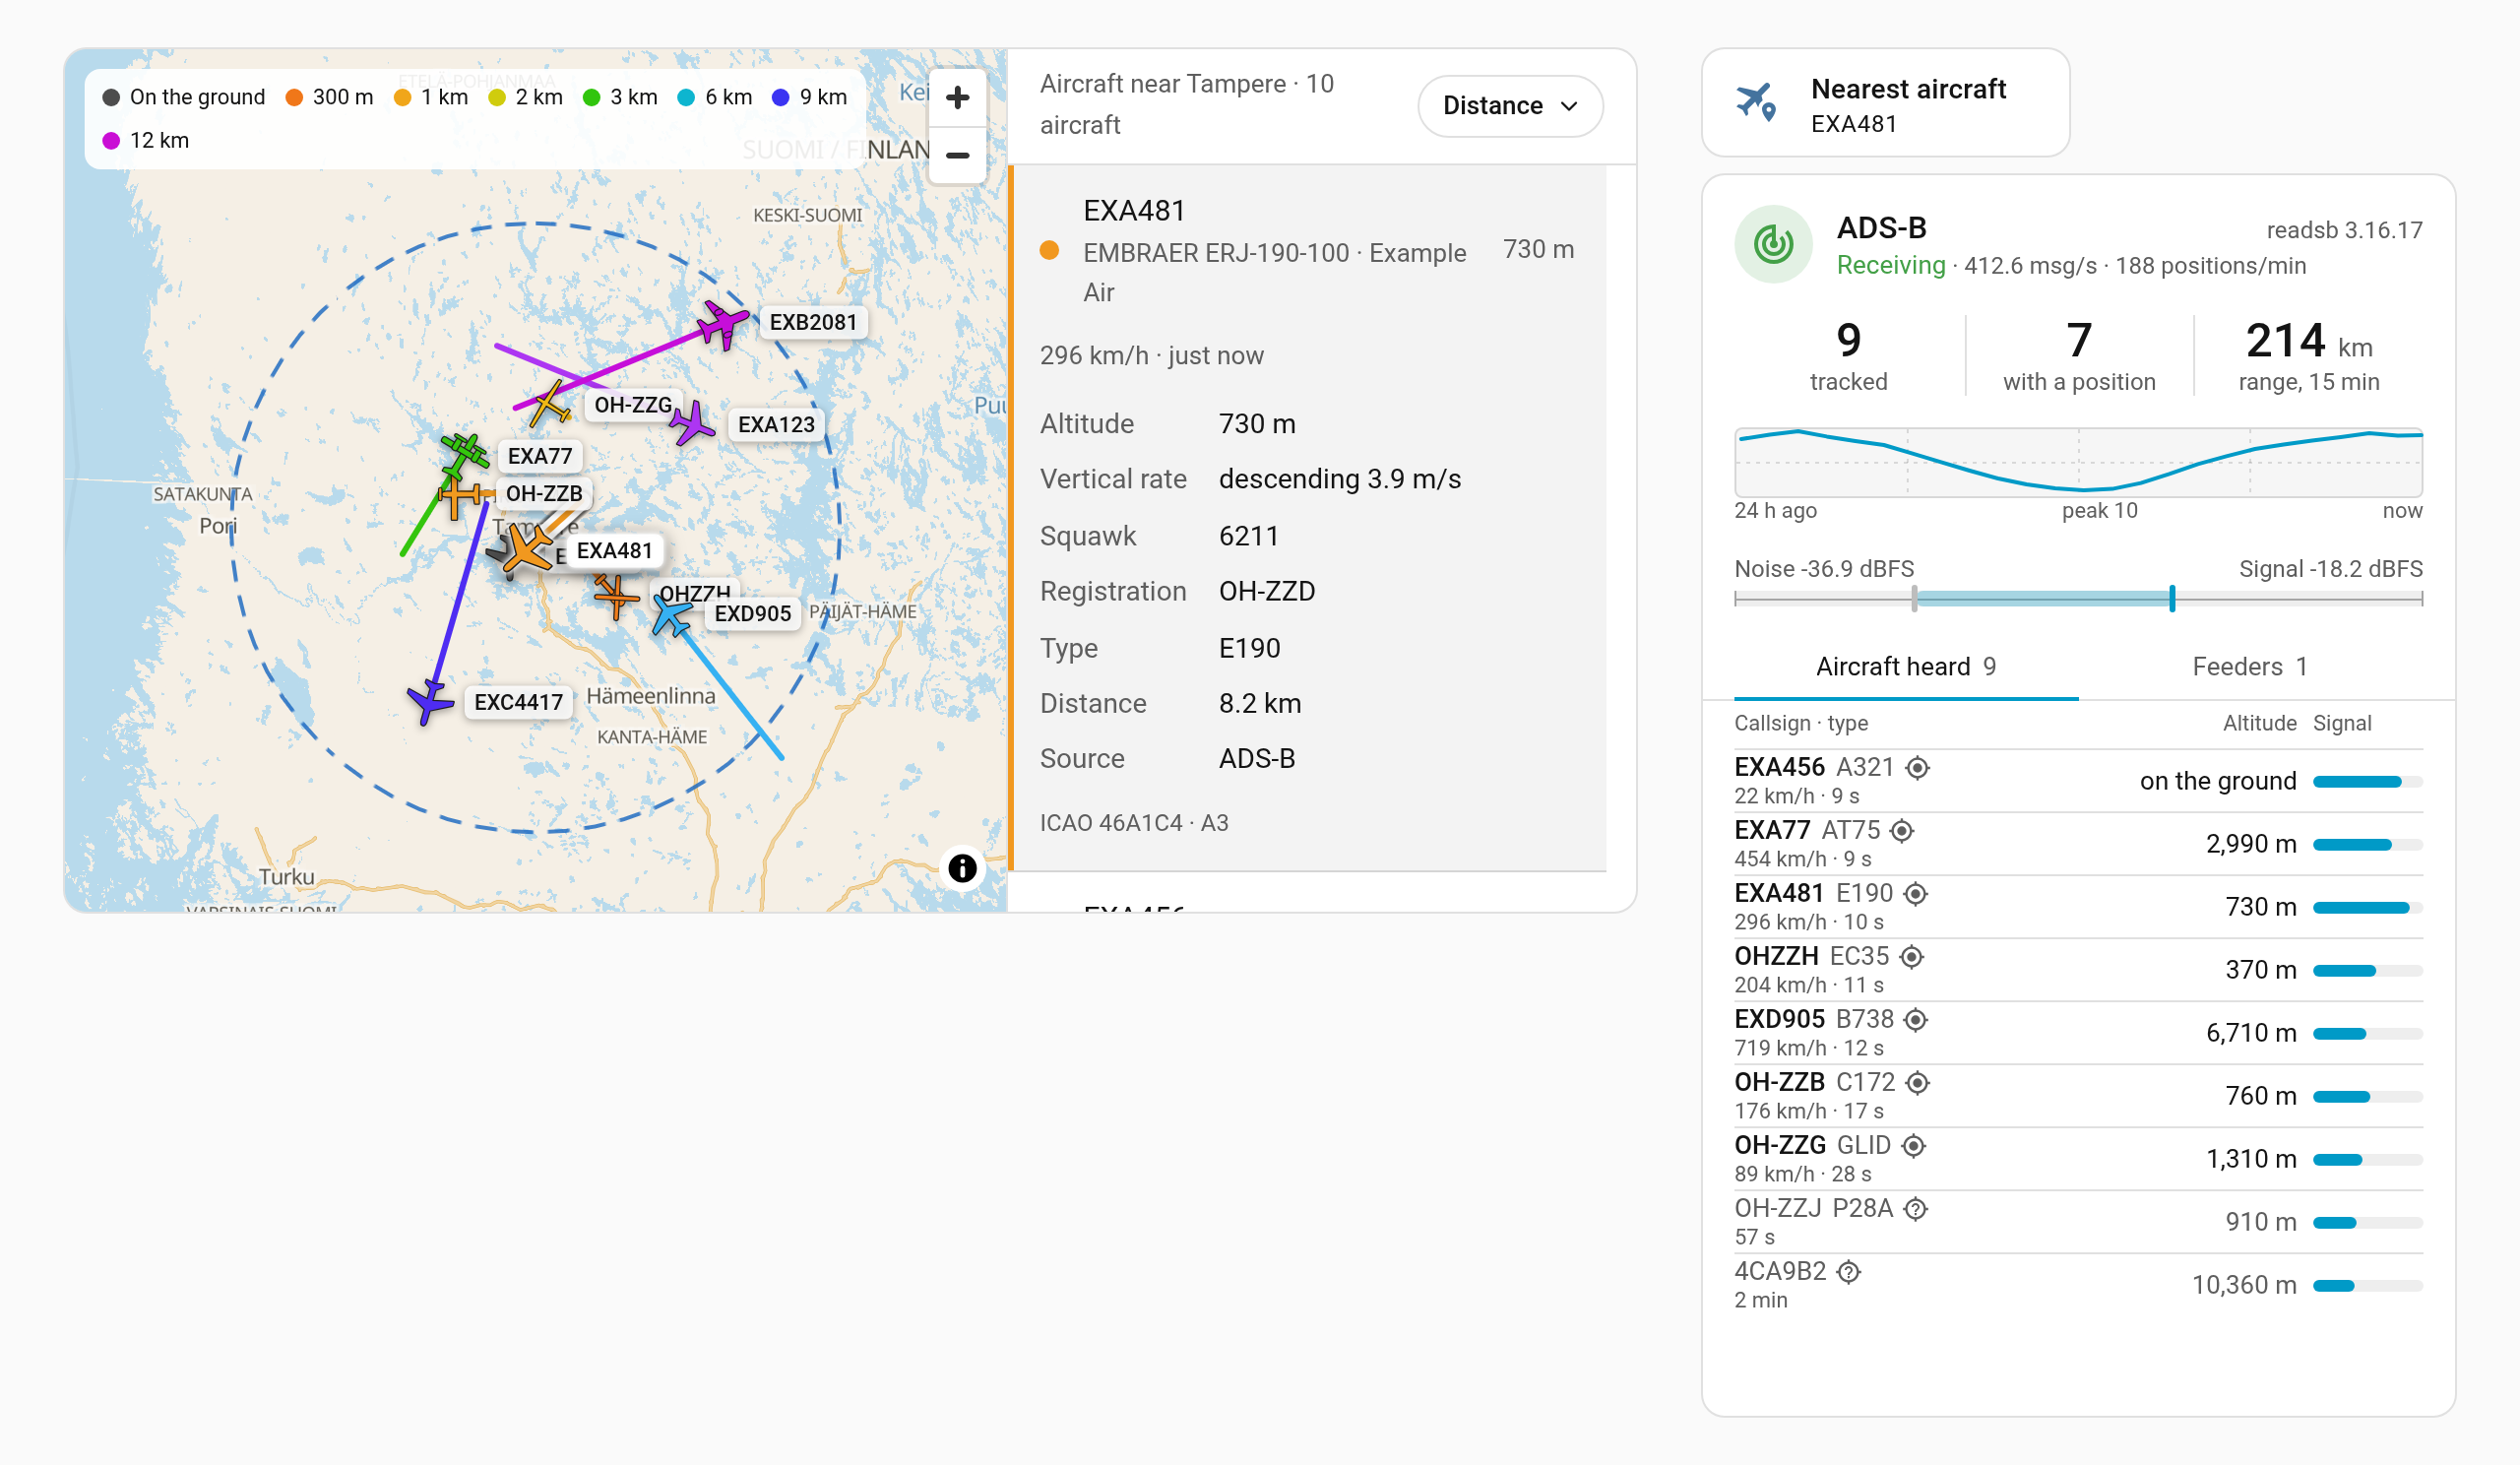 ETELÄ-POHJANMAA
On the ground
300 m
1 km
2 km
3 km
6 km
9 km
12 km
SUOMI / FINLAN
+
−
KESKI-SUOMI
EXB2081
OH-ZZG
EXA123
EXA77
OH-ZZB
SATAKUNTA
Pori
EXA481
OHZZH
EXD905
PÄIJÄT-HÄME
EXC4417
Hämeenlinna
KANTA-HÄME
Turku
VARSINAIS-SUOMI
Aircraft near Tampere · 10
aircraft
Distance
EXA481
EMBRAER ERJ-190-100 · Example
Air
730 m
296 km/h · just now
Altitude 730 m
Vertical rate descending 3.9 m/s
Squawk 6211
Registration OH-ZZD
Type E190
Distance 8.2 km
Source ADS-B
ICAO 46A1C4 · A3
EXA456
Nearest aircraft
EXA481
ADS-B
readsb 3.16.17
Receiving · 412.6 msg/s · 188 positions/min
9
tracked
7
with a position
214 km
range, 15 min
24 h ago peak 10 now
Noise -36.9 dBFS Signal -18.2 dBFS
Aircraft heard 9 Feeders 1
Callsign · type Altitude Signal
EXA456 A321
22 km/h · 9 s
on the ground
EXA77 AT75
454 km/h · 9 s
2,990 m
EXA481 E190
296 km/h · 10 s
730 m
OHZZH EC35
204 km/h · 11 s
370 m
EXD905 B738
719 km/h · 12 s
6,710 m
OH-ZZB C172
176 km/h · 17 s
760 m
OH-ZZG GLID
89 km/h · 28 s
1,310 m
OH-ZZJ P28A
57 s
910 m
4CA9B2
2 min
10,360 m